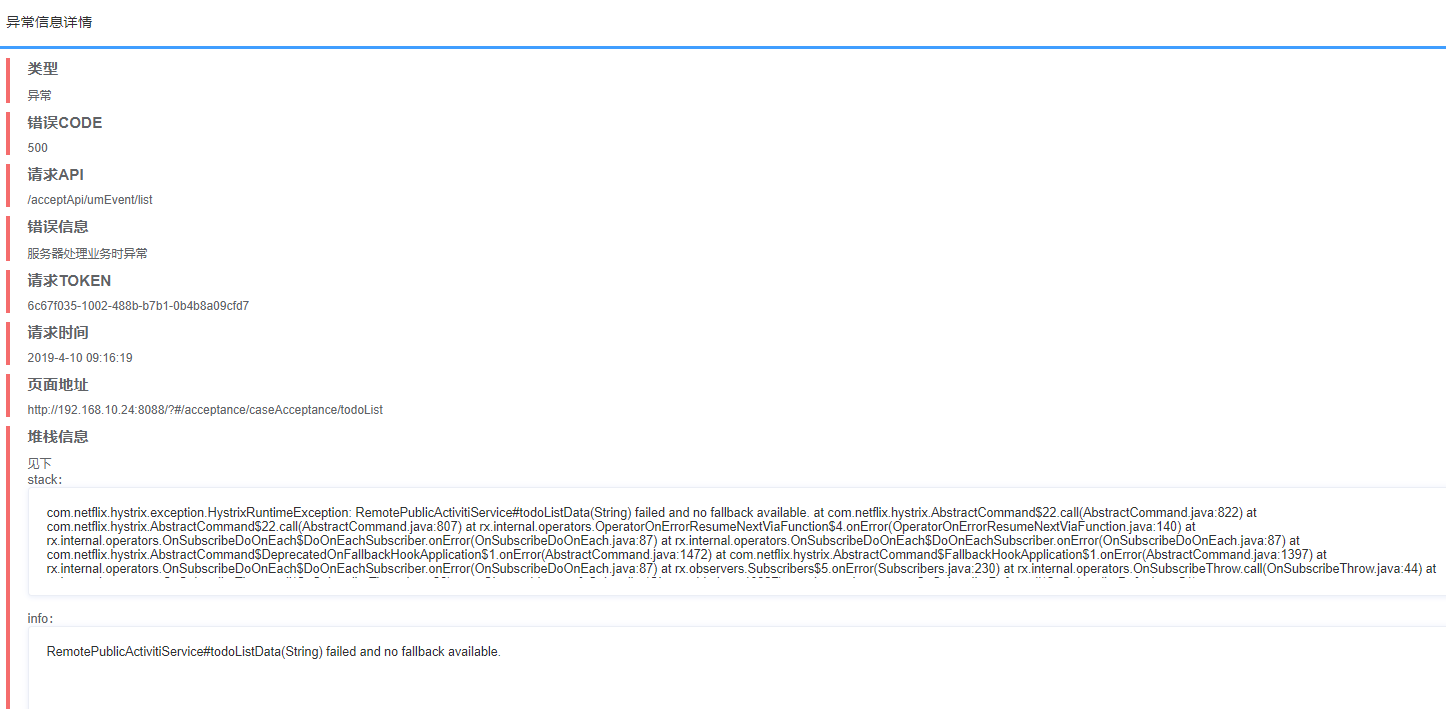 异常信息详情
类型
异常
错误CODE
500
请求API
/acceptApi/umEvent/list
错误信息
服务器处理业务时异常
请求TOKEN
6c67f035-1002-488b-b7b1-0b4b8a09cfd7
请求时间
2019-4-10 09:16:19
页面地址
http://192.168.10.24:8088/?#/acceptance/caseAcceptance/todoList
堆栈信息
见下
stack:
com.netflix.hystrix.exception.HystrixRuntimeException: RemotePublicActivitiService#todoListData(String) failed and no fallback available. at com.netflix.hystrix.AbstractCommand$22.call(AbstractCommand.java:822) at
com.netflix.hystrix.AbstractCommand$22.call(AbstractCommand.java:807) at rx.internal.operators.OperatorOnErrorResumeNextViaFunction$4.onError(OperatorOnErrorResumeNextViaFunction.java:140) at
rx.internal.operators.OnSubscribeDoOnEach$DoOnEachSubscriber.onError(OnSubscribeDoOnEach.java:87) at rx.internal.operators.OnSubscribeDoOnEach$DoOnEachSubscriber.onError(OnSubscribeDoOnEach.java:87) at
com.netflix.hystrix.AbstractCommand$DeprecatedOnFallbackHookApplication$1.onError(AbstractCommand.java:1472) at com.netflix.hystrix.AbstractCommand$FallbackHookApplication$1.onError(AbstractCommand.java:1397) at
rx.internal.operators.OnSubscribeDoOnEach$DoOnEachSubscriber.onError(OnSubscribeDoOnEach.java:87) at rx.observers.Subscribers$5.onError(Subscribers.java:230) at rx.internal.operators.OnSubscribeThrow.call(OnSubscribeThrow.java:44) at
info:
RemotePublicActivitiService#todoListData(String) failed and no fallback available.